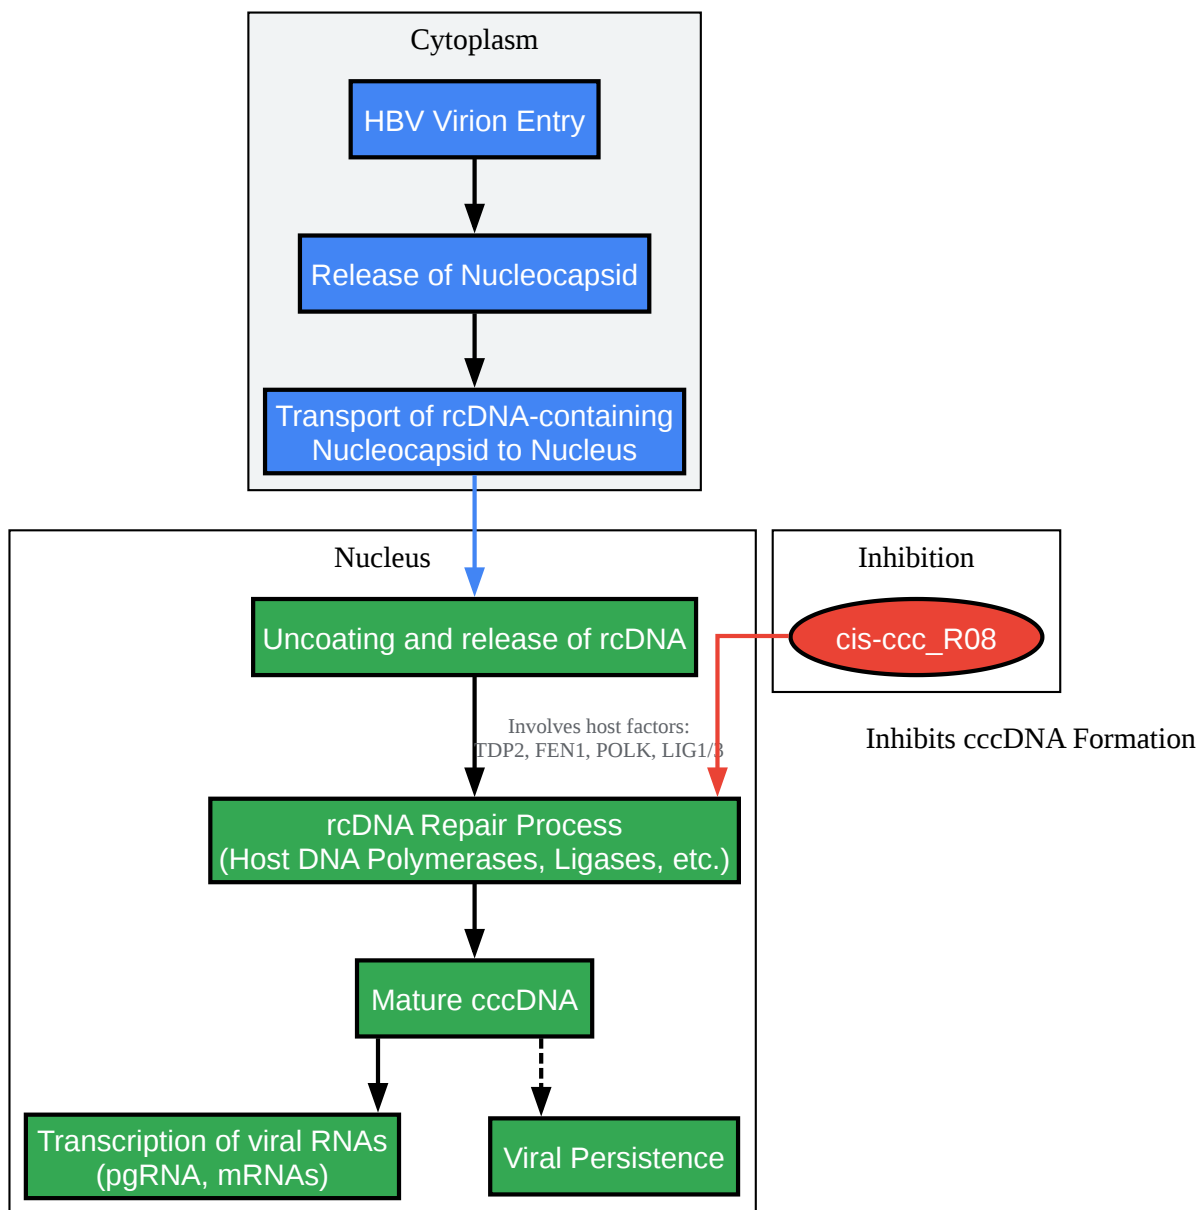 Cytoplasm
HBV Virion Entry
Release of Nucleocapsid
Transport of rcDNA-containing
Nucleocapsid to Nucleus
Nucleus
Inhibition
Uncoating and release of rcDNA
cis-ccc_R08
Involves host factors:
TDP2, FEN1, POLK, LIG1/3
Inhibits cccDNA Formation
rcDNA Repair Process
(Host DNA Polymerases, Ligases, etc.)
Mature cccDNA
Transcription of viral RNAs
(pgRNA, mRNAs)
Viral Persistence